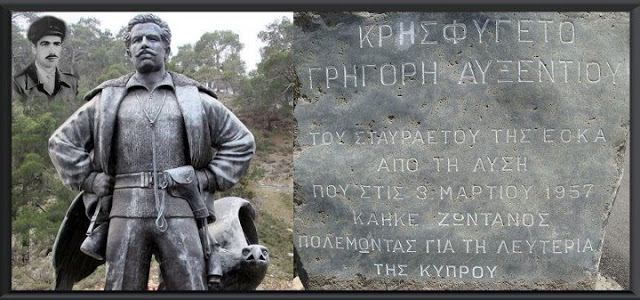 ΚΡΗΣΦΥΓΕΤΟ
ΓΡΗΓΟΡΗ ΑΥΞΕΝΤΙΟΥ
ΤΟΥ ΣΤΑΥΡΑΕΤΟΥ ΤΗΣ ΕΟΚΑ
ΑΠΟ ΤΗ ΛΥΣΗ
ΠΟΥ ΣΤΙΣ 3 ΜΑΡΤΙΟΥ 1957
ΚΑΗΚΕ ΖΩΝΤΑΝΟΣ
ΠΟΛΕΜΩΝΤΑΣ ΓΙΑ ΤΗ ΛΕΥΤΕΡΙΑ
ΤΗΣ ΚΥΠΡΟΥ